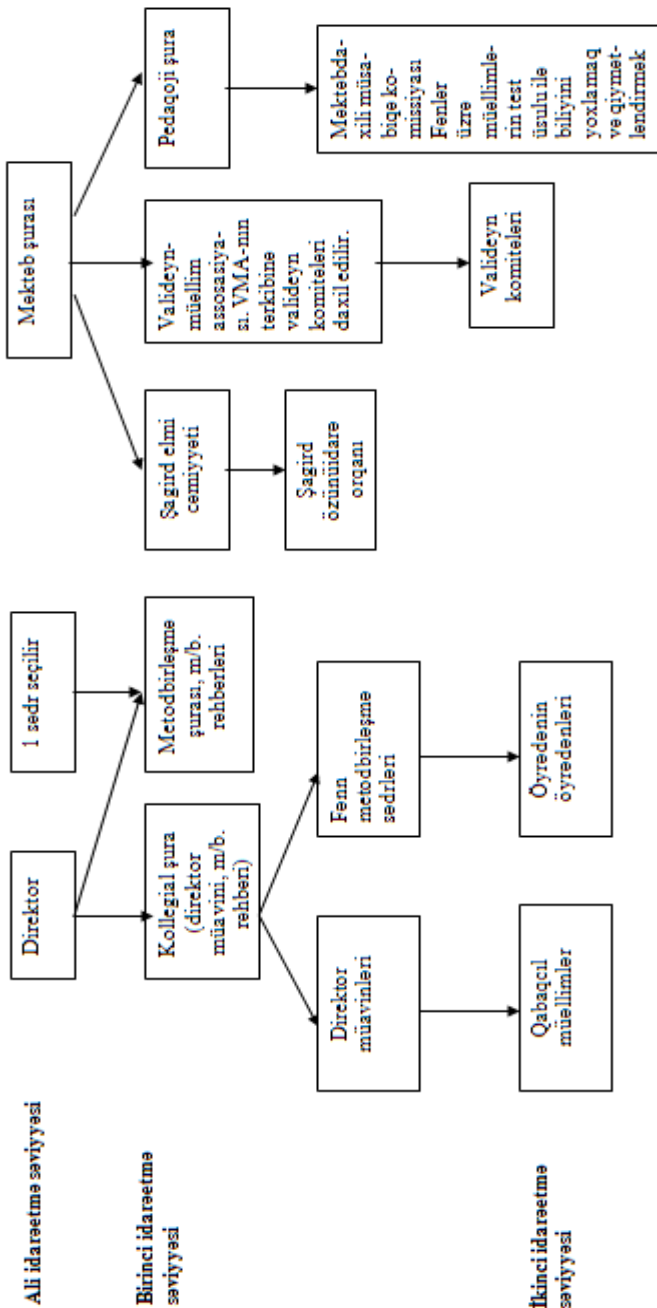 Ali idarəetmə səviyyəsi
Direktor
1 sədr seçilir
Məktəb şurası
Birinci idarəetmə
səviyyəsi
Kollegial şura
(direktor
müavini, m/b.
rəhbəri)
Metodbirləşmə
şurası, m/b.
rəhbərləri
Şagird elmi
cəmiyyəti
Valideyn-
müəllim
assosasiya-
sı. VMA-nın
tərkibinə
valideyn
komitələri
daxil edilir.
Pedaqoji şura
Direktor
müavinləri
Fənn
metodbirləşmə
sədrləri
Şagird
özünüidarə
orqanı
Məktəbda-
xili müsa-
biqə ko-
missiyası
Fənlər
üzrə
müəllimlə-
rin test
üsulu ilə
biliyini
yoxlamaq
və qiymət-
ləndirmək
İkinci idarəetmə
səviyyəsi
Qabaqcıl
müəllimlər
Öyrədənin
öyrədənləri
Valideyn
komitələri